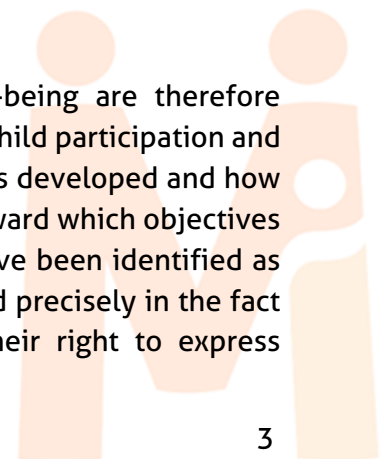 -being are therefore
hild participation and
s developed and how
ward which objectives
ve been identified as
d precisely in the fact
heir right to express
3